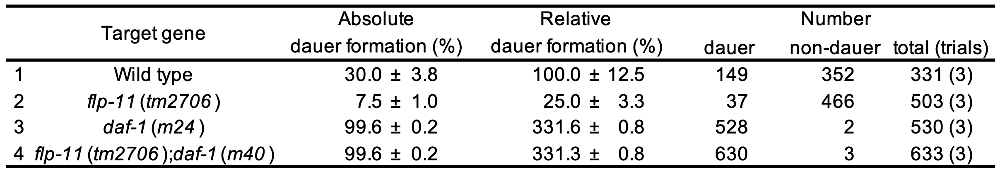 Target gene Absolute dauer formation (%) Relative dauer formation (%) Number
dauer non-dauer total (trials)
1 Wild type 30.0 ± 3.8 100.0 ± 12.5 149 352 331 (3)
2 flp-11 (tm2706) 7.5 ± 1.0 25.0 ± 3.3 37 466 503 (3)
3 daf-1 (m24) 99.6 ± 0.2 331.6 ± 0.8 528 2 530 (3)
4 flp-11 (tm2706);daf-1 (m40) 99.6 ± 0.2 331.3 ± 0.8 630 3 633 (3)